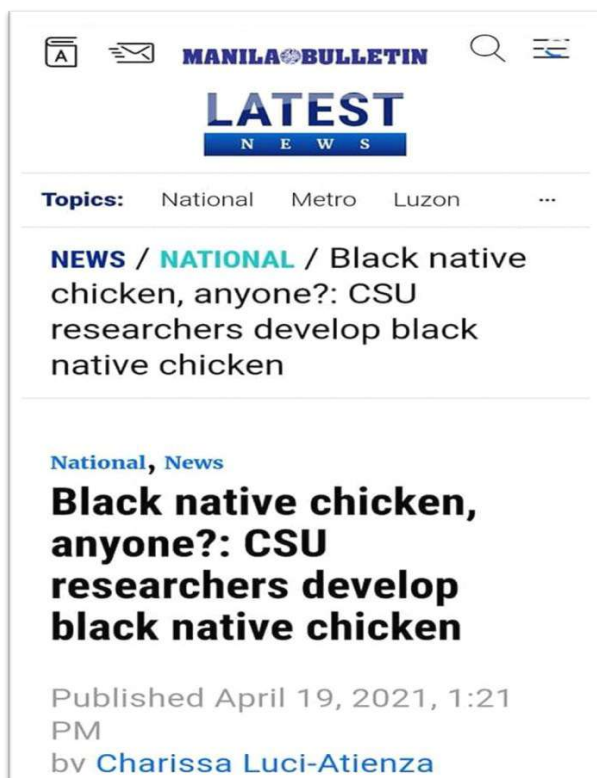 A
MANILA BULLETIN
LATEST
NEWS
Topics: National Metro Luzon ...
NEWS / NATIONAL / Black native
chicken, anyone?: CSU
researchers develop black
native chicken
National, News
Black native chicken,
anyone?: CSU
researchers develop
black native chicken
Published April 19, 2021, 1:21
PM
by Charissa Luci-Atienza